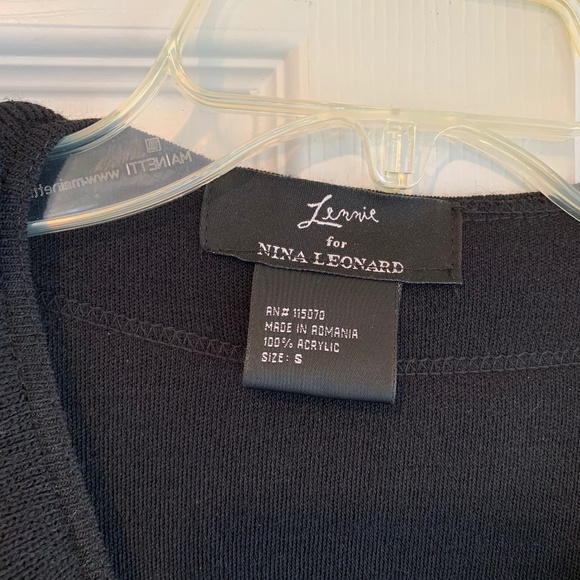 MAINETTI www.mainetti
Lennie
for
NINA LEONARD
RN# 115070
MADE IN ROMANIA
100% ACRYLIC
SIZE: S